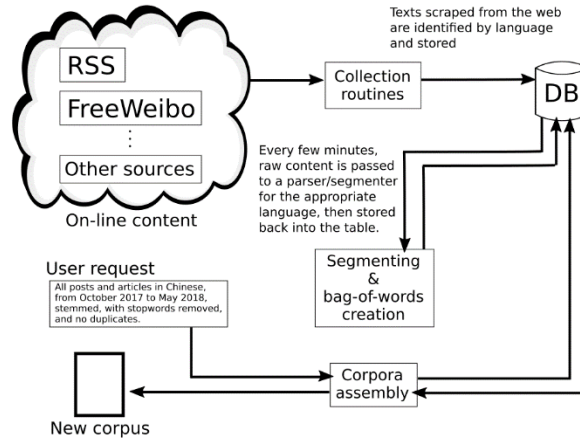 Texts scraped from the web
are identified by language
and stored
RSS
FreeWeibo
⋮
Other sources
On-line content
Collection
routines
DB
Every few minutes,
raw content is passed
to a parser/segmenter
for the appropriate
language, then stored
back into the table.
Segmenting
&
bag-of-words
creation
User request
All posts and articles in Chinese,
from October 2017 to May 2018,
stemmed, with stopwords removed,
and no duplicates.
Corpora
assembly
New corpus